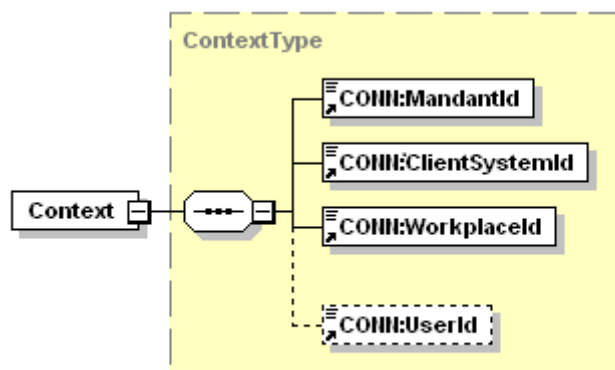 ContextType
CONN:MandantId
CONN:ClientSystemId
Context
CONN:WorkplaceId
CONN:UserId